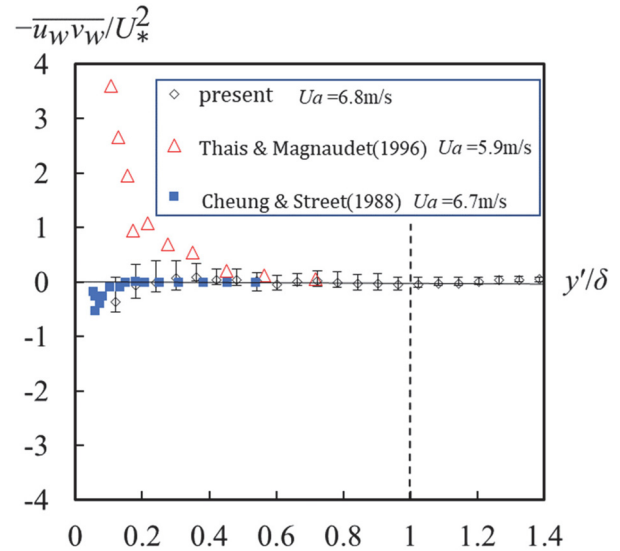 −u_w v_w/U_*^2
4
present Ua =6.8m/s
3
Thais & Magnaudet(1996) Ua =5.9m/s
2
Cheung & Street(1988) Ua =6.7m/s
1
0
y′/δ
-1
-2
-3
-4
0 0.2 0.4 0.6 0.8 1 1.2 1.4